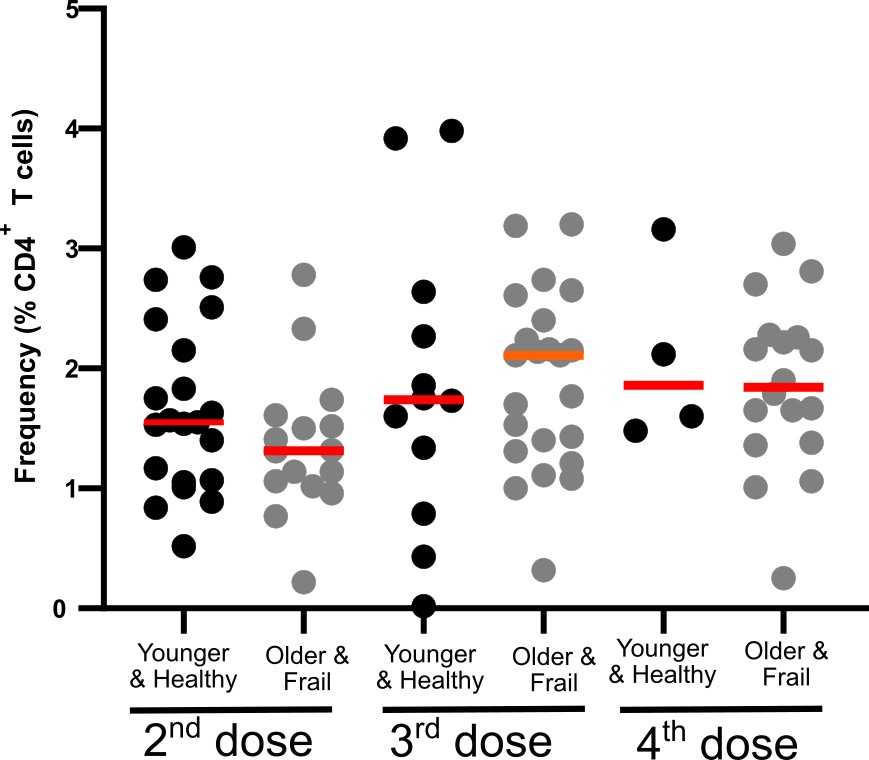 5
4
3
2
1
0
Frequency (% CD4⁺ T cells)
Younger
& Healthy
Older &
Frail
Younger
& Healthy
Older &
Frail
Younger
& Healthy
Older &
Frail
2nd dose
3rd dose
4th dose